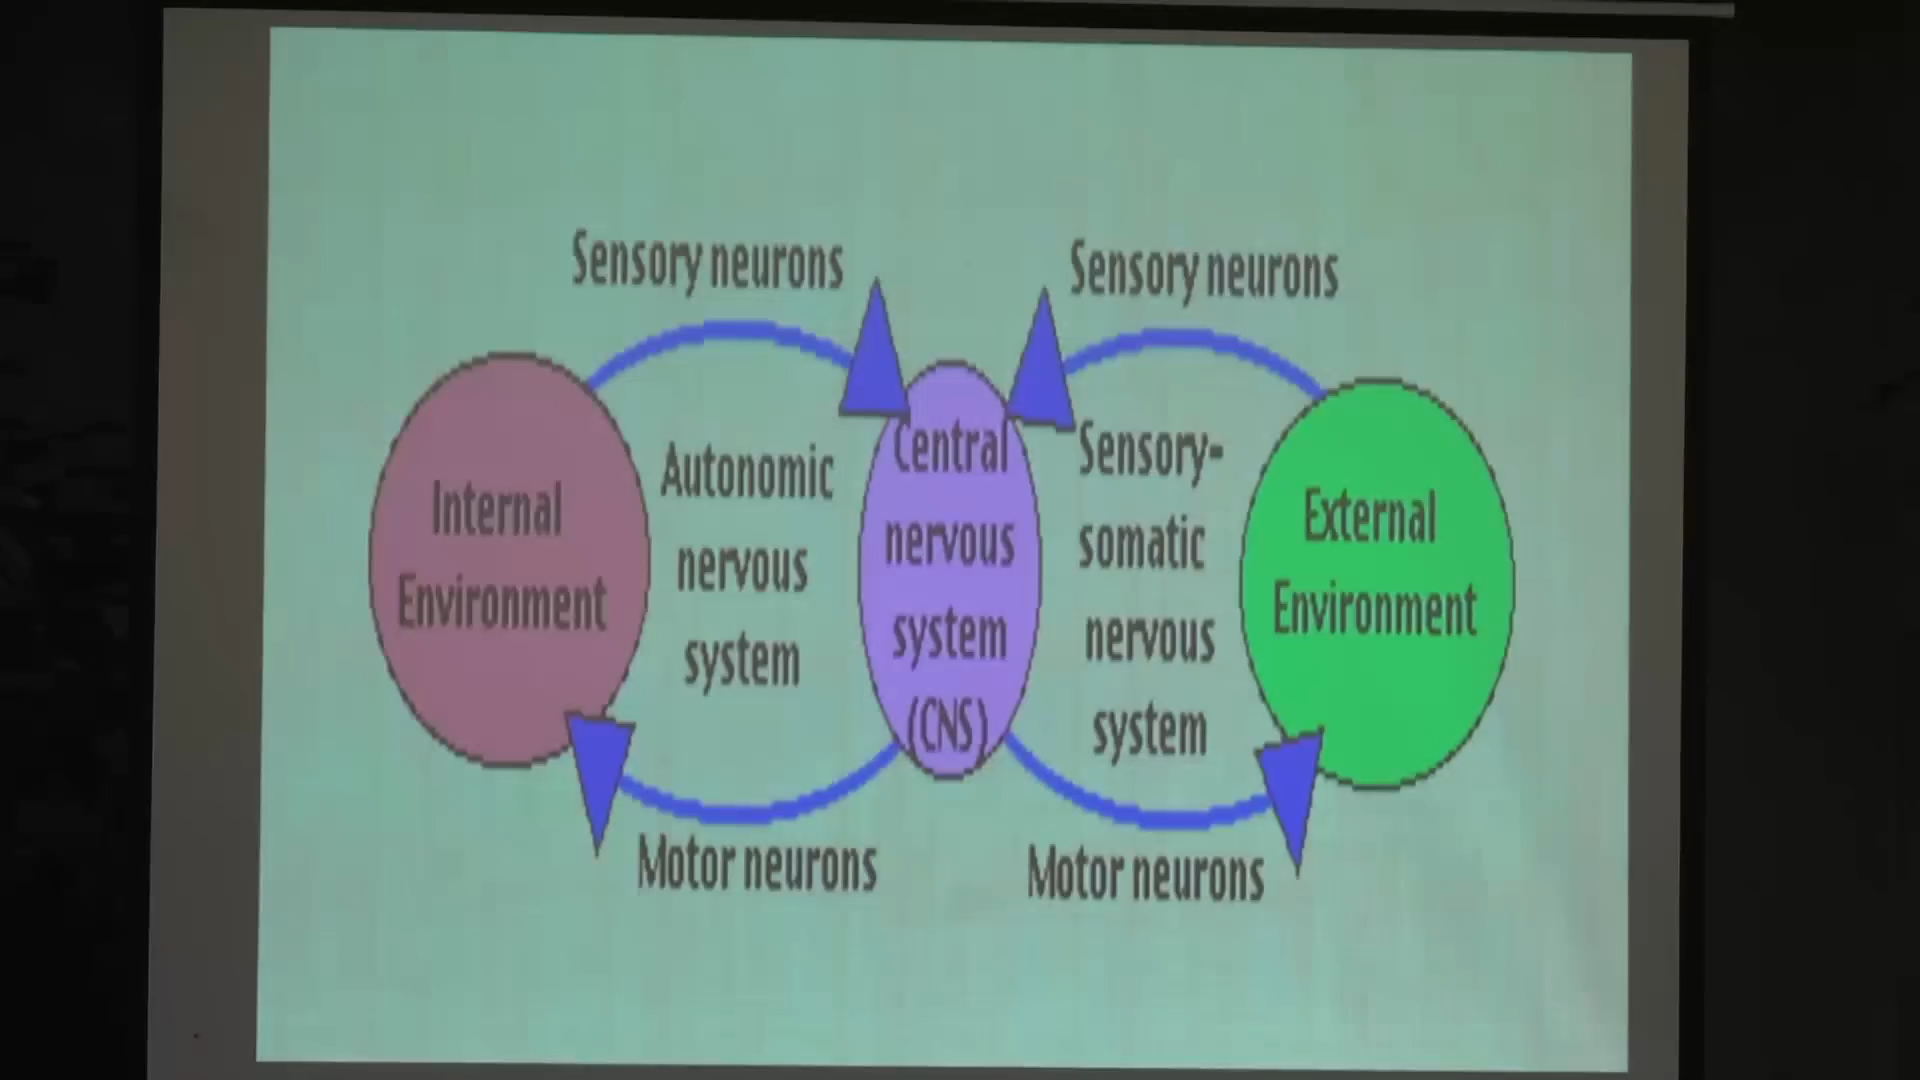 Sensory neurons
Sensory neurons
Internal
Environment
Autonomic
nervous
system
Central
nervous
system
(CNS)
Sensory-
somatic
nervous
system
External
Environment
Motor neurons
Motor neurons